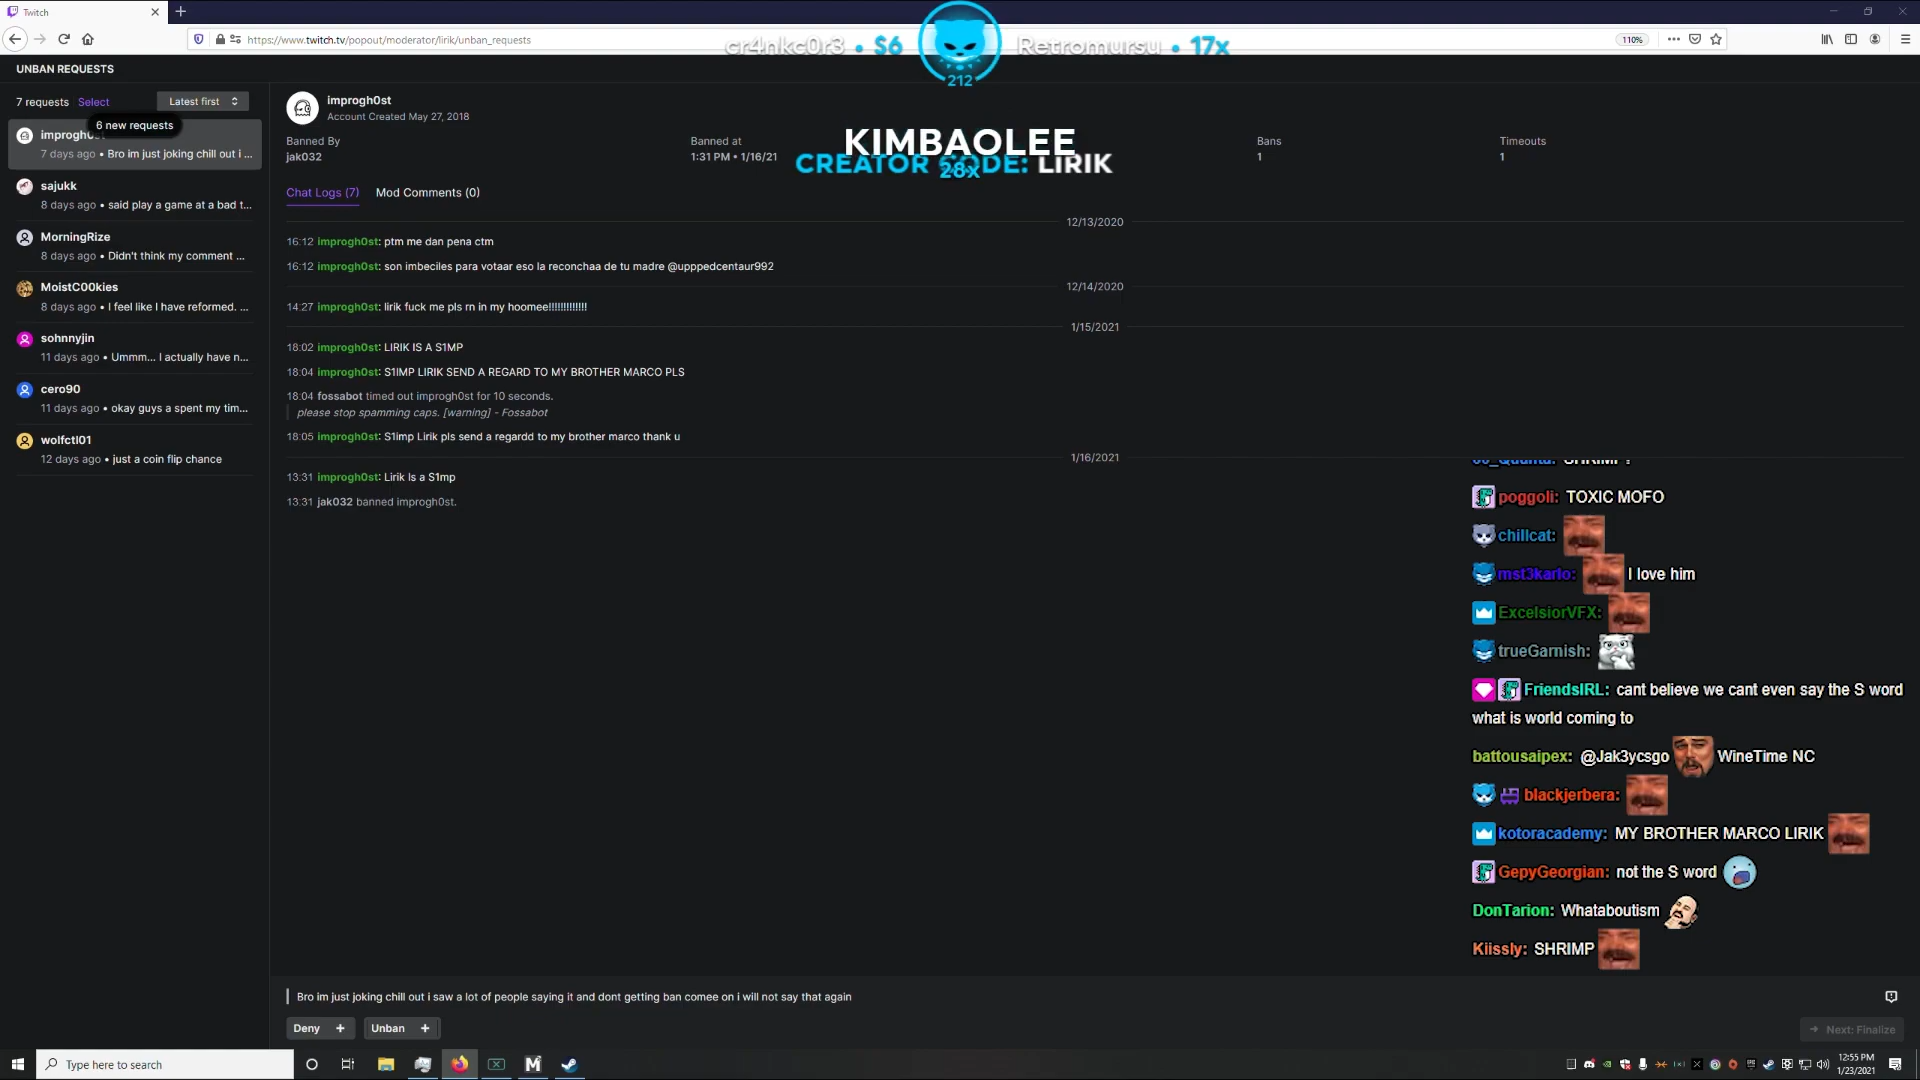 Twitch
https://www.twitch.tv/popout/moderator/lirik/unban_requests
110%
cr4nkc0r3 • S6
212
Retromursu • 17x
UNBAN REQUESTS
7 requests Select
Latest first
6 new requests
improgh0
7 days ago • Bro im just joking chill out i ...
sajukk
8 days ago • said play a game at a bad t...
MorningRize
8 days ago • Didn't think my comment ...
MoistC00kies
8 days ago • I feel like I have reformed. ...
sohnnyjin
11 days ago • Ummm... I actually have n...
cero90
11 days ago • okay guys a spent my tim...
wolfctl01
12 days ago • just a coin flip chance
improgh0st
Account Created May 27, 2018
Banned By
jak032
Banned at
1:31 PM • 1/16/21
Bans
1
Timeouts
1
KIMBAOLEE
CREATOR CODE: LIRIK
28x
Chat Logs (7) Mod Comments (0)
12/13/2020
16:12 improgh0st: ptm me dan pena ctm
16:12 improgh0st: son imbeciles para votaar eso la reconchaa de tu madre @upppedcentaur992
12/14/2020
14:27 improgh0st: lirik fuck me pls rn in my hoomee!!!!!!!!!!!!!
1/15/2021
18:02 improgh0st: LIRIK IS A S1MP
18:04 improgh0st: S1IMP LIRIK SEND A REGARD TO MY BROTHER MARCO PLS
18:04 fossabot timed out improgh0st for 10 seconds.
please stop spamming caps. [warning] - Fossabot
18:05 improgh0st: S1imp Lirik pls send a regardd to my brother marco thank u
1/16/2021
13:31 improgh0st: Lirik Is a S1mp
13:31 jak032 banned improgh0st.
SHRIMP?
poggoli: TOXIC MOFO
chillcat:
mst3karlo: I love him
ExcelsiorVFX:
trueGarnish:
FriendsIRL: cant believe we cant even say the S word
what is world coming to
battousaipex: @Jak3ycsgo WineTime NC
blackjerbera:
kotoracademy: MY BROTHER MARCO LIRIK
GepyGeorgian: not the S word
DonTarion: Whataboutism
Kiissly: SHRIMP
Bro im just joking chill out i saw a lot of people saying it and dont getting ban comee on i will not say that again
Deny + Unban +
Next: Finalize
Type here to search
12:55 PM
1/23/2021